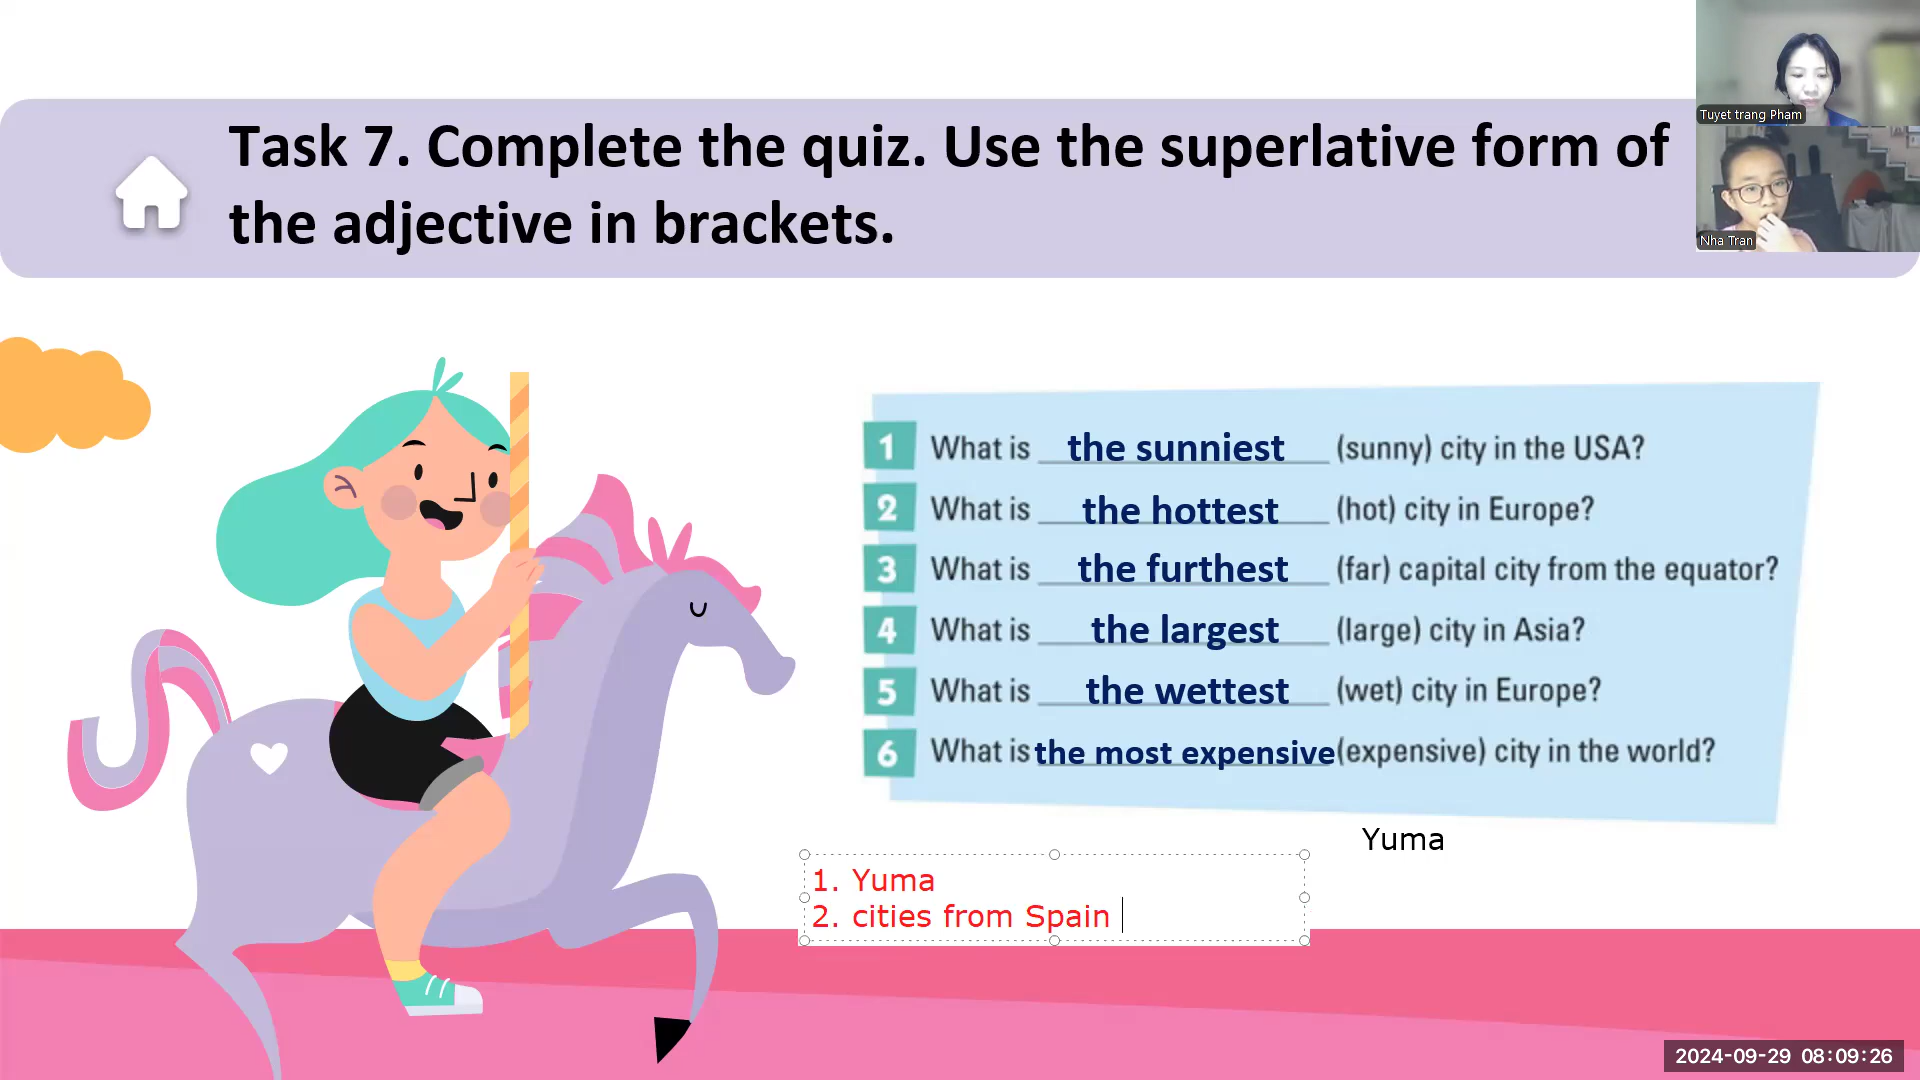 Task 7. Complete the quiz. Use the superlative form of
the adjective in brackets.
Tuyet trang Pham
Nha Tran
1 What is the sunniest (sunny) city in the USA?
2 What is the hottest (hot) city in Europe?
3 What is the furthest (far) capital city from the equator?
4 What is the largest (large) city in Asia?
5 What is the wettest (wet) city in Europe?
6 What is the most expensive (expensive) city in the world?
Yuma
1. Yuma
2. cities from Spain
2024-09-29 08:09:26